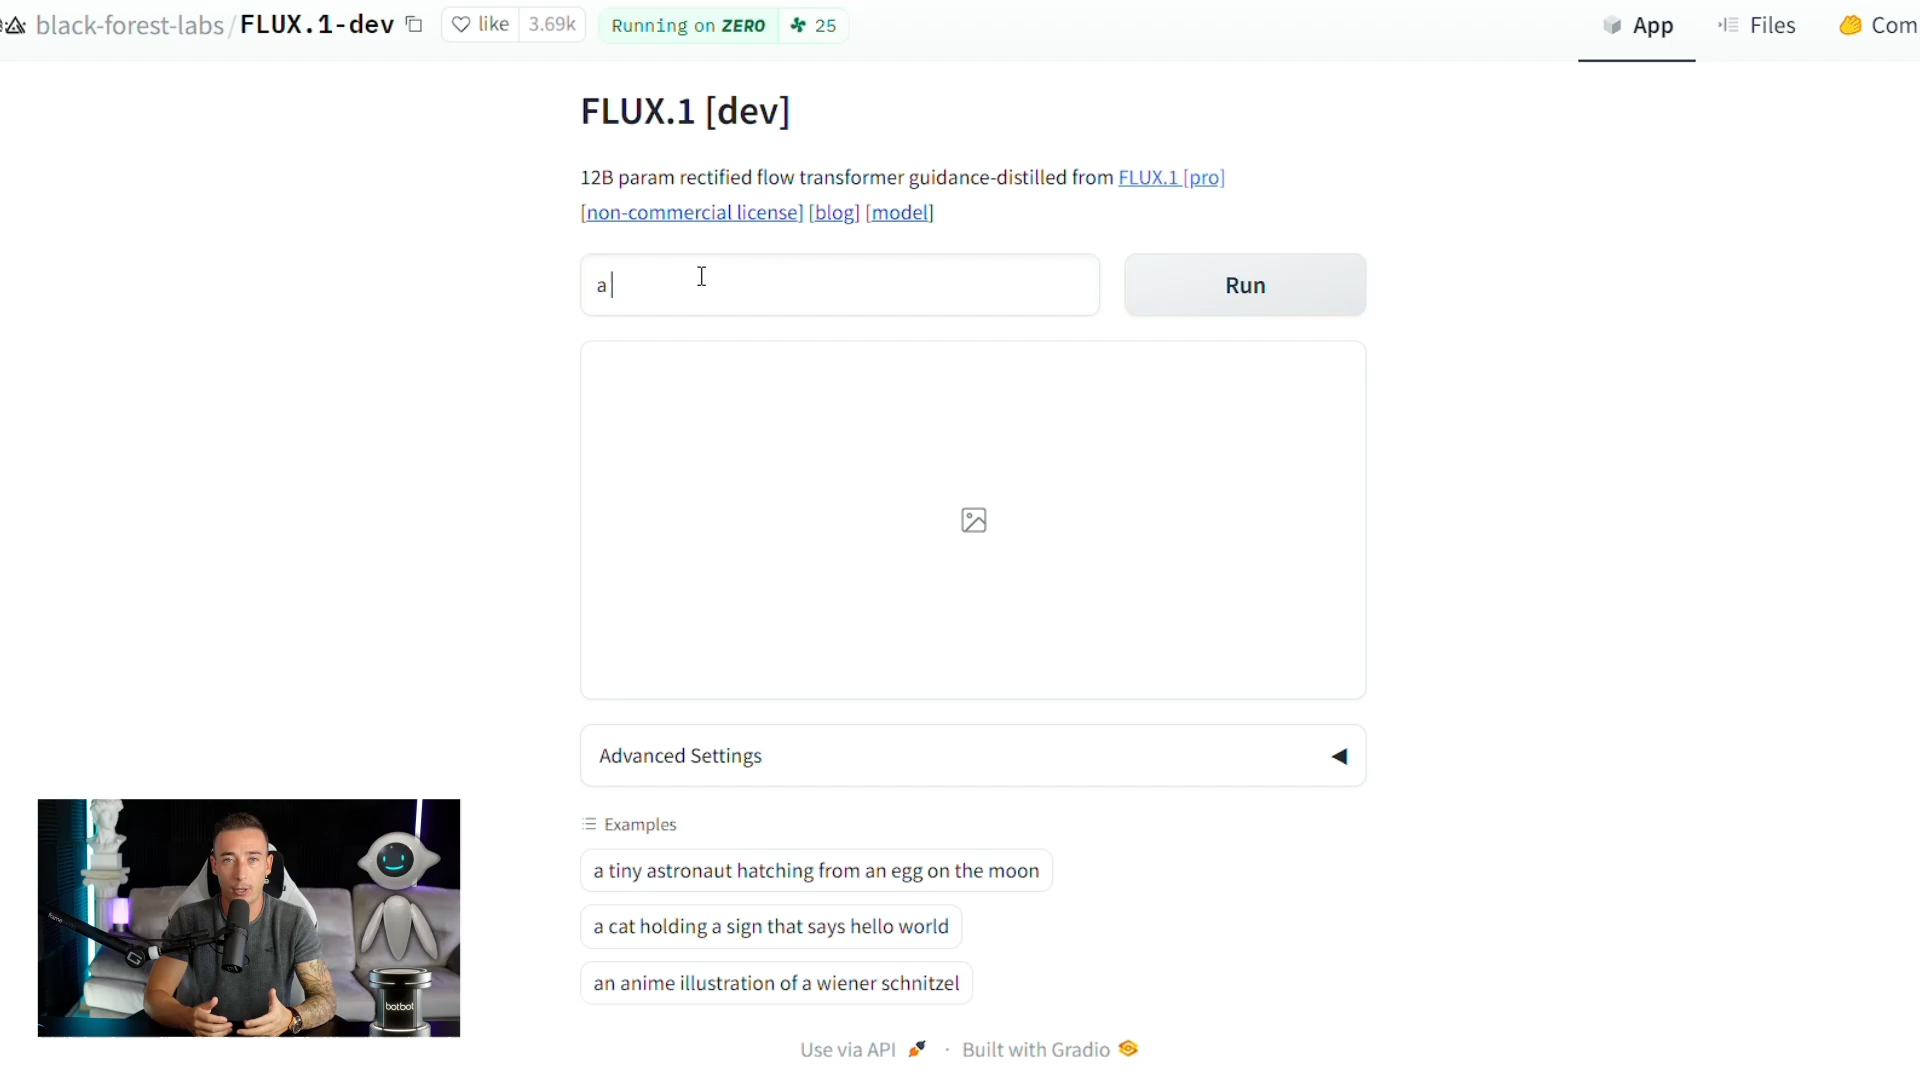 black-forest-labs/FLUX.1-dev like 3.69k Running on ZERO 25 App Files Com
FLUX.1 [dev]
12B param rectified flow transformer guidance-distilled from FLUX.1 [pro]
[non-commercial license] [blog] [model]
a Run
Advanced Settings
Examples
a tiny astronaut hatching from an egg on the moon
a cat holding a sign that says hello world
an anime illustration of a wiener schnitzel
botbot
Use via API · Built with Gradio